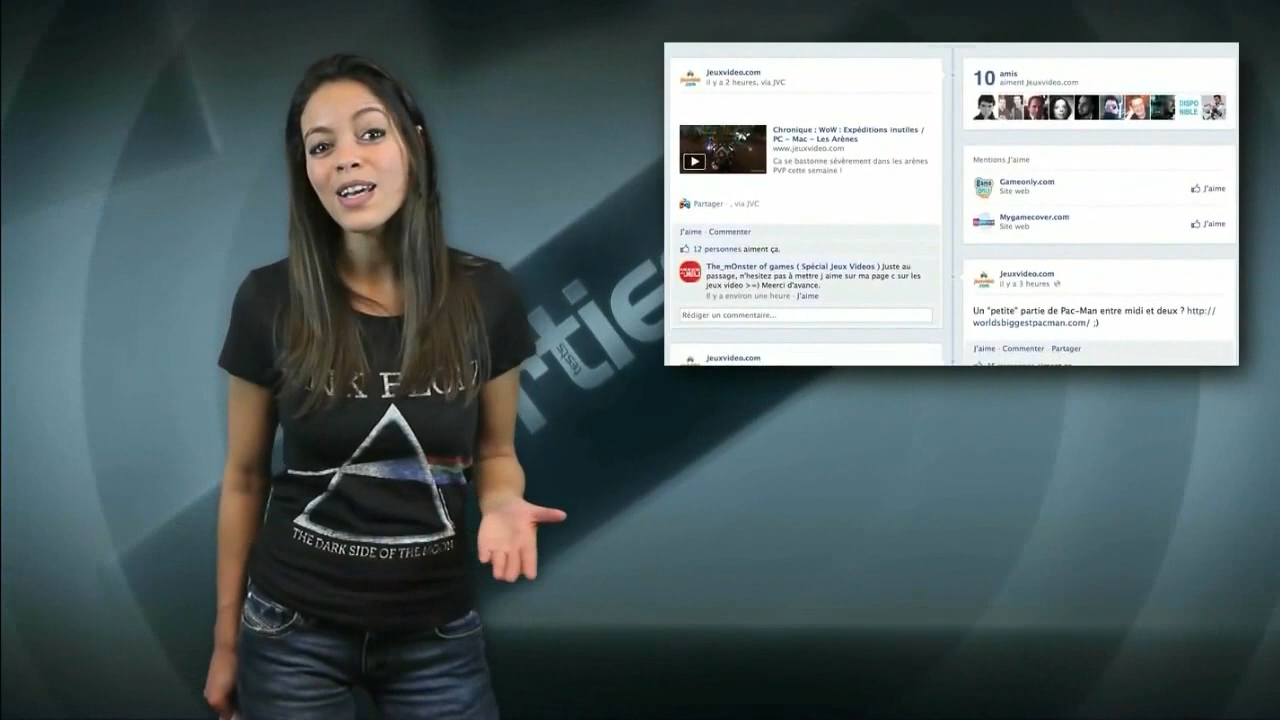 Jeuxvideo.com
il y a 2 heures, via JVC
Chronique : WoW : Expéditions inutiles /
PC - Mac - Les Arènes
www.jeuxvideo.com
Ca se bastonne sévèrement dans les arènes
PVP cette semaine !
Partager · , via JVC
J'aime · Commenter
12 personnes aiment ça.
The_mOnster of games ( Spécial Jeux Videos ) Juste au
passage, n'hesitez pas à mettre j aime sur ma page c sur les
jeux video >=) Meerci d'avance.
Il y a environ une heure · J'aime
Rédiger un commentaire...
Jeuxvideo.com
10 amis
aiment Jeuxvideo.com
DISPO
NIBLE
Mentions J'aime
Gameonly.com
Site web
J'aime
Mygamecover.com
Site web
J'aime
Jeuxvideo.com
il y a 3 heures
Un "petite" partie de Pac-Man entre midi et deux ? http://
worldsbiggestpacman.com/ ;)
J'aime · Commenter · Partager
rtie
tests
THE DARK SIDE OF THE MOON